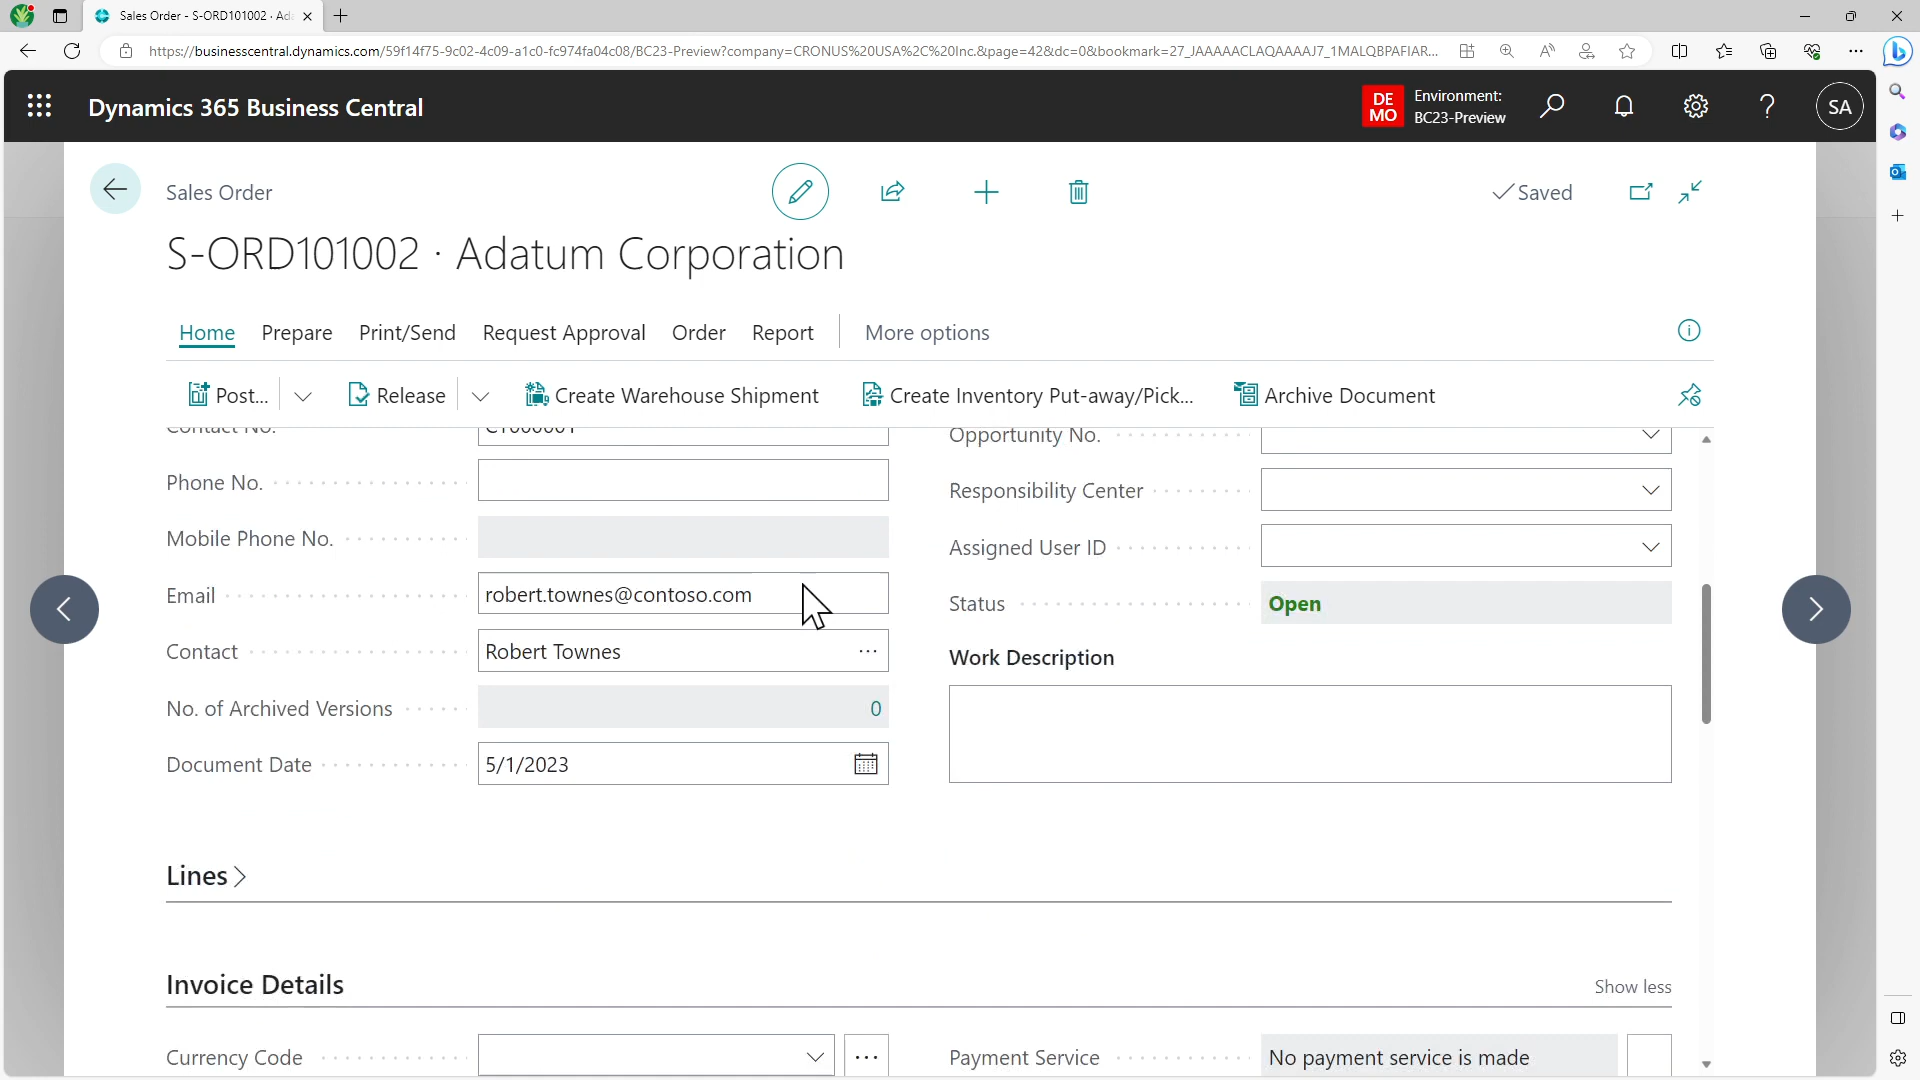 Sales Order - S-ORD101002 · Ad
https://businesscentral.dynamics.com/59f14f75-9c02-4c09-a1c0-fc974fa04c08/BC23-Preview?company=CRONUS%20USA%2C%20Inc.&page=42&dc=0&bookmark=27_JAAAAACLAQAAAAJ7_1MALQBPAFIAR...
Dynamics 365 Business Central
DE
MO
Environment:
BC23-Preview
SA
Sales Order
Saved
S-ORD101002 · Adatum Corporation
Home Prepare Print/Send Request Approval Order Report More options
Post... Release Create Warehouse Shipment Create Inventory Put-away/Pick... Archive Document
Contact No.
Opportunity No.
Phone No.
Responsibility Center
Mobile Phone No.
Assigned User ID
Email robert.townes@contoso.com
Status Open
Contact Robert Townes ...
Work Description
No. of Archived Versions 0
Document Date 5/1/2023
Lines
Invoice Details
Show less
Currency Code ...
Payment Service No payment service is made